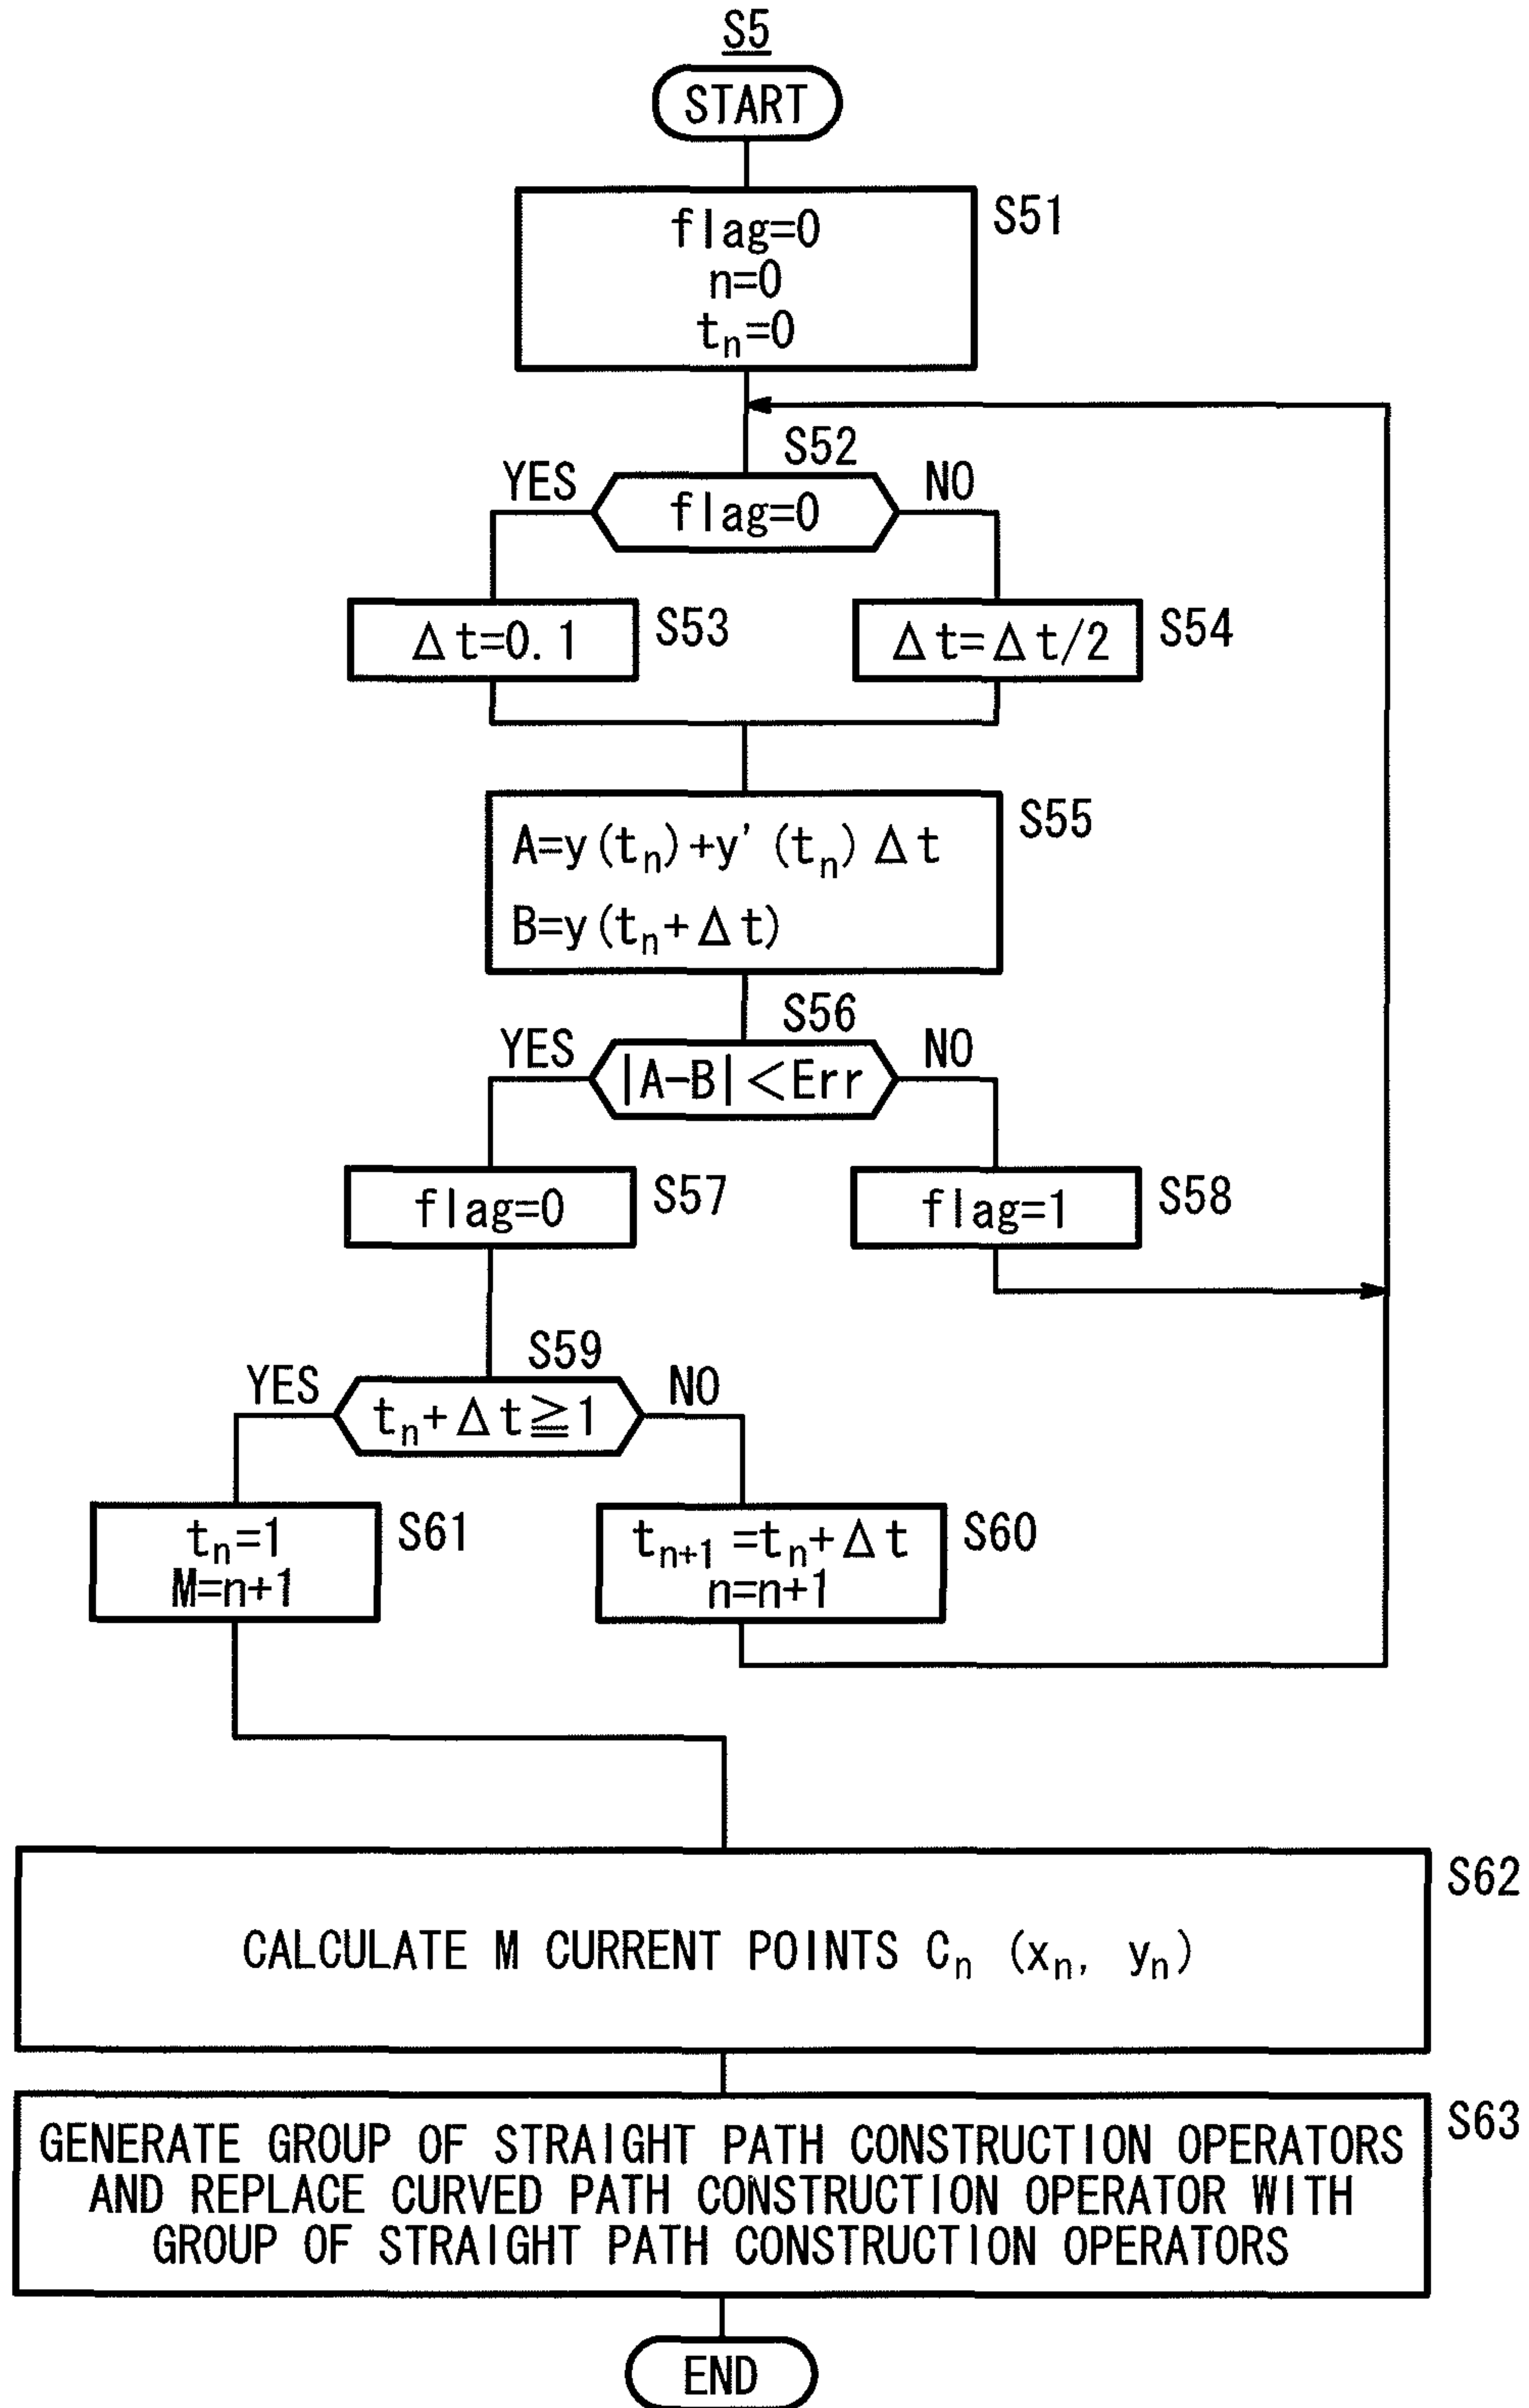 S5
START
flag=0
n=0
tₙ=0
S51
S52
YES
flag=0
NO
Δt=0.1
S53
Δt=Δt/2
S54
A=y(tₙ)+y'(tₙ)Δt
B=y(tₙ+Δt)
S55
S56
YES
|A-B|<Err
NO
flag=0
S57
flag=1
S58
S59
YES
tₙ+Δt≧1
NO
tₙ=1
M=n+1
S61
tₙ₊₁=tₙ+Δt
n=n+1
S60
CALCULATE M CURRENT POINTS Cₙ (xₙ, yₙ)
S62
GENERATE GROUP OF STRAIGHT PATH CONSTRUCTION OPERATORS
AND REPLACE CURVED PATH CONSTRUCTION OPERATOR WITH
GROUP OF STRAIGHT PATH CONSTRUCTION OPERATORS
S63
END